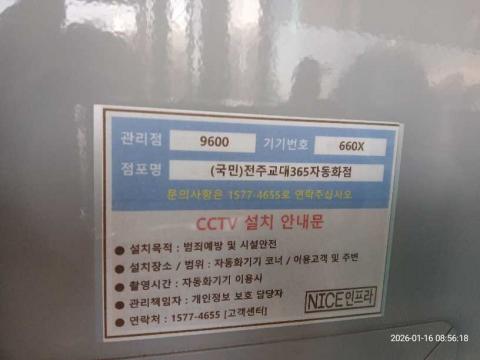 관리점 9600 기기번호 660X
점포명 (국민)전주교대365자동화점
문의사항은 1577-4655로 연락주십시오
CCTV 설치 안내문
● 설치목적 : 범죄예방 및 시설안전
● 설치장소 / 범위 : 자동화기기 코너 / 이용고객 및 주변
● 촬영시간 : 자동화기기 이용시
● 관리책임자 : 개인정보 보호 담당자
● 연락처 : 1577-4655 [고객센터]
NICE인프라
2026-01-16 08:56:18